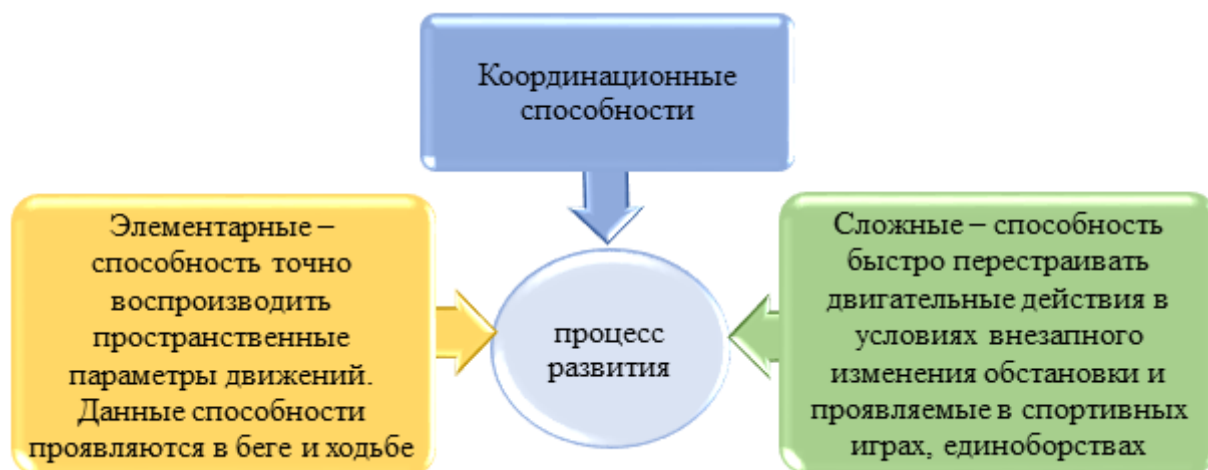 Координационные
способности
Элементарные –
способность точно
воспроизводить
пространственные
параметры движений.
Данные способности
проявляются в беге и ходьбе
процесс
развития
Сложные – способность
быстро перестраивать
двигательные действия в
условиях внезапного
изменения обстановки и
проявляемые в спортивных
играх, единоборствах